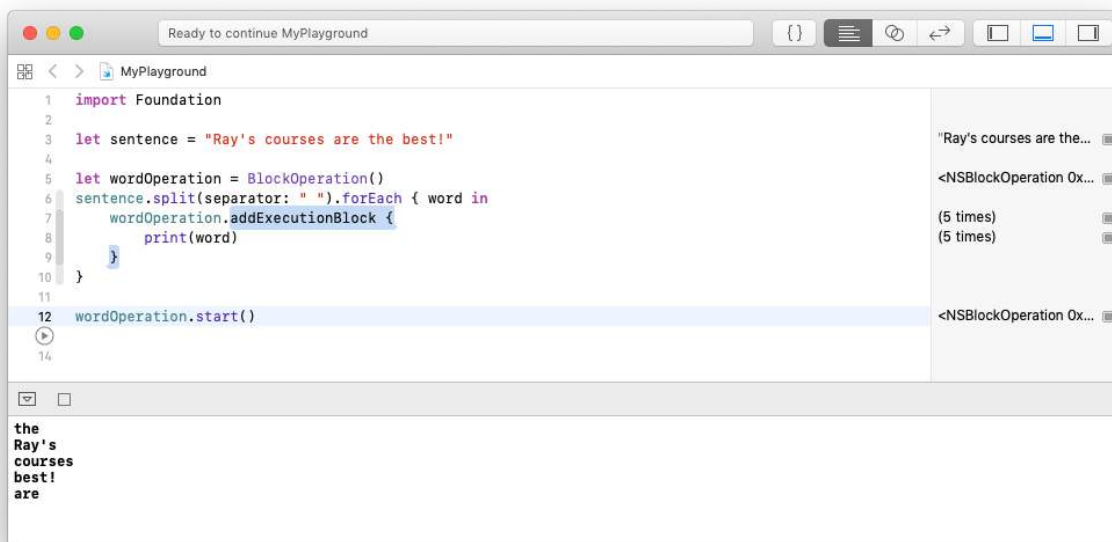 Ready to continue MyPlayground
{ }
MyPlayground
1 import Foundation
2
3 let sentence = "Ray's courses are the best!"
"Ray's courses are the...
4
5 let wordOperation = BlockOperation()
<NSBlockOperation 0x...
6 sentence.split(separator: " ").forEach { word in
7 wordOperation.addExecutionBlock {
(5 times)
8 print(word)
(5 times)
9 }
10 }
11
12 wordOperation.start()
<NSBlockOperation 0x...
14
the
Ray's
courses
best!
are